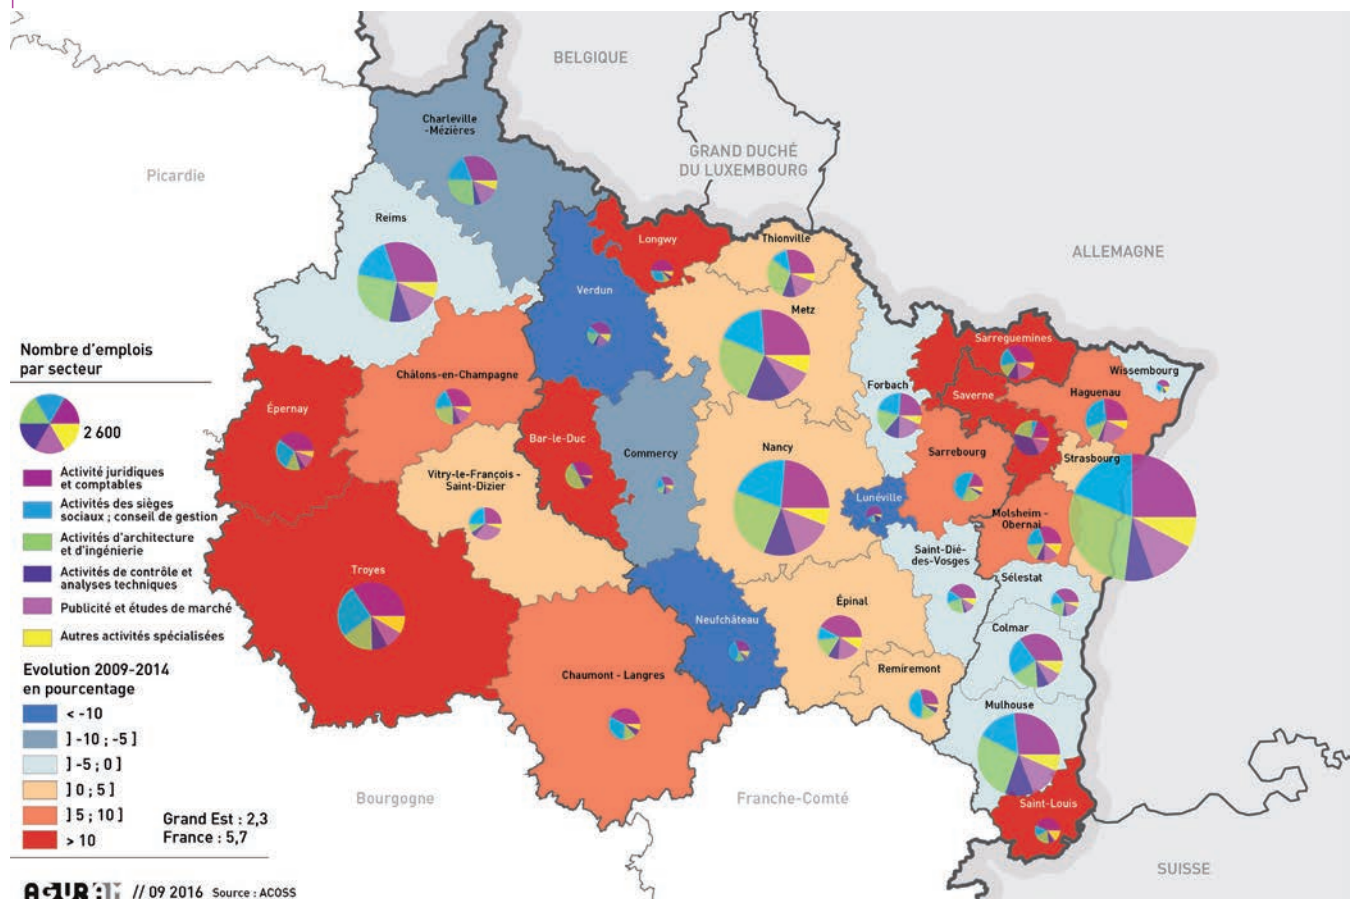 BELGIQUE
Charleville
-Mézières
GRAND DUCHÉ
DU LUXEMBOURG
Picardie
Reims
Longwy
Thionville
ALLEMAGNE
Verdun
Metz
Sarreguemines
Nombre d'emplois
par secteur
2 600
Wissembourg
Châlons-en-Champagne
Forbach
Haguenau
Saverne
Épernay
Bar-le-Duc
Nancy
Commercy
Sarrebourg
Strasbourg
Activité juridiques
et comptables
Vitry-le-François -
Saint-Dizier
Lunéville
Activités des sièges
sociaux ; conseil de gestion
Molsheim -
Obernai
Activités d'architecture
et d'ingénierie
Saint-Dié-
des-Vosges
Activités de contrôle et
analyses techniques
Troyes
Sélestat
Publicité et études de marché
Épinal
Neufchâteau
Colmar
Autres activités spécialisées
Remiremont
Chaumont - Langres
Evolution 2009-2014
en pourcentage
Mulhouse
< -10
] -10 ; -5 ]
] -5 ; 0 ]
] 0 ; 5 ]
] 5 ; 10 ]
> 10
Bourgogne
Franche-Comté
Saint-Louis
Grand Est : 2,3
France : 5,7
SUISSE
// 09 2016 Source : ACOSS